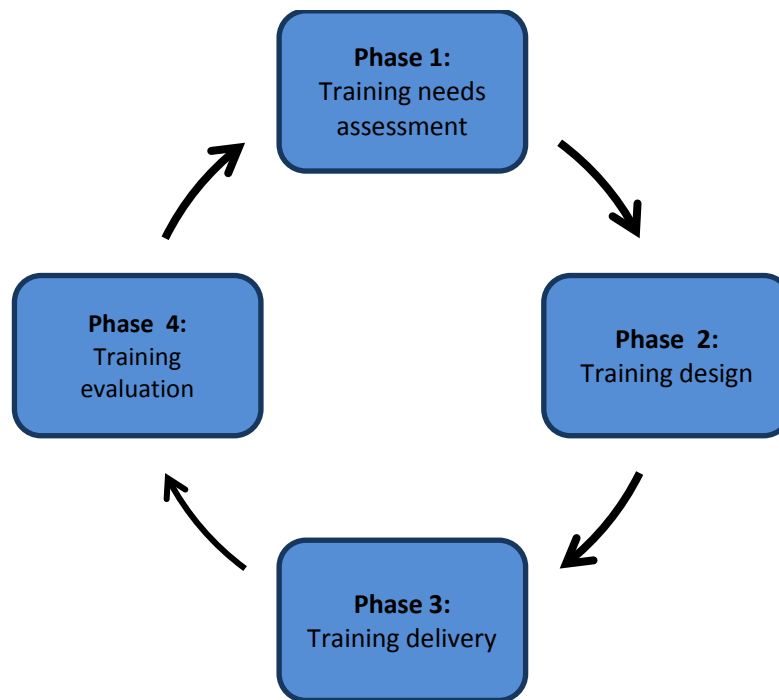 Phase 1:
Training needs
assessment
Phase  2:
Training design
Phase 3:
Training delivery
Phase  4:
Training
evaluation